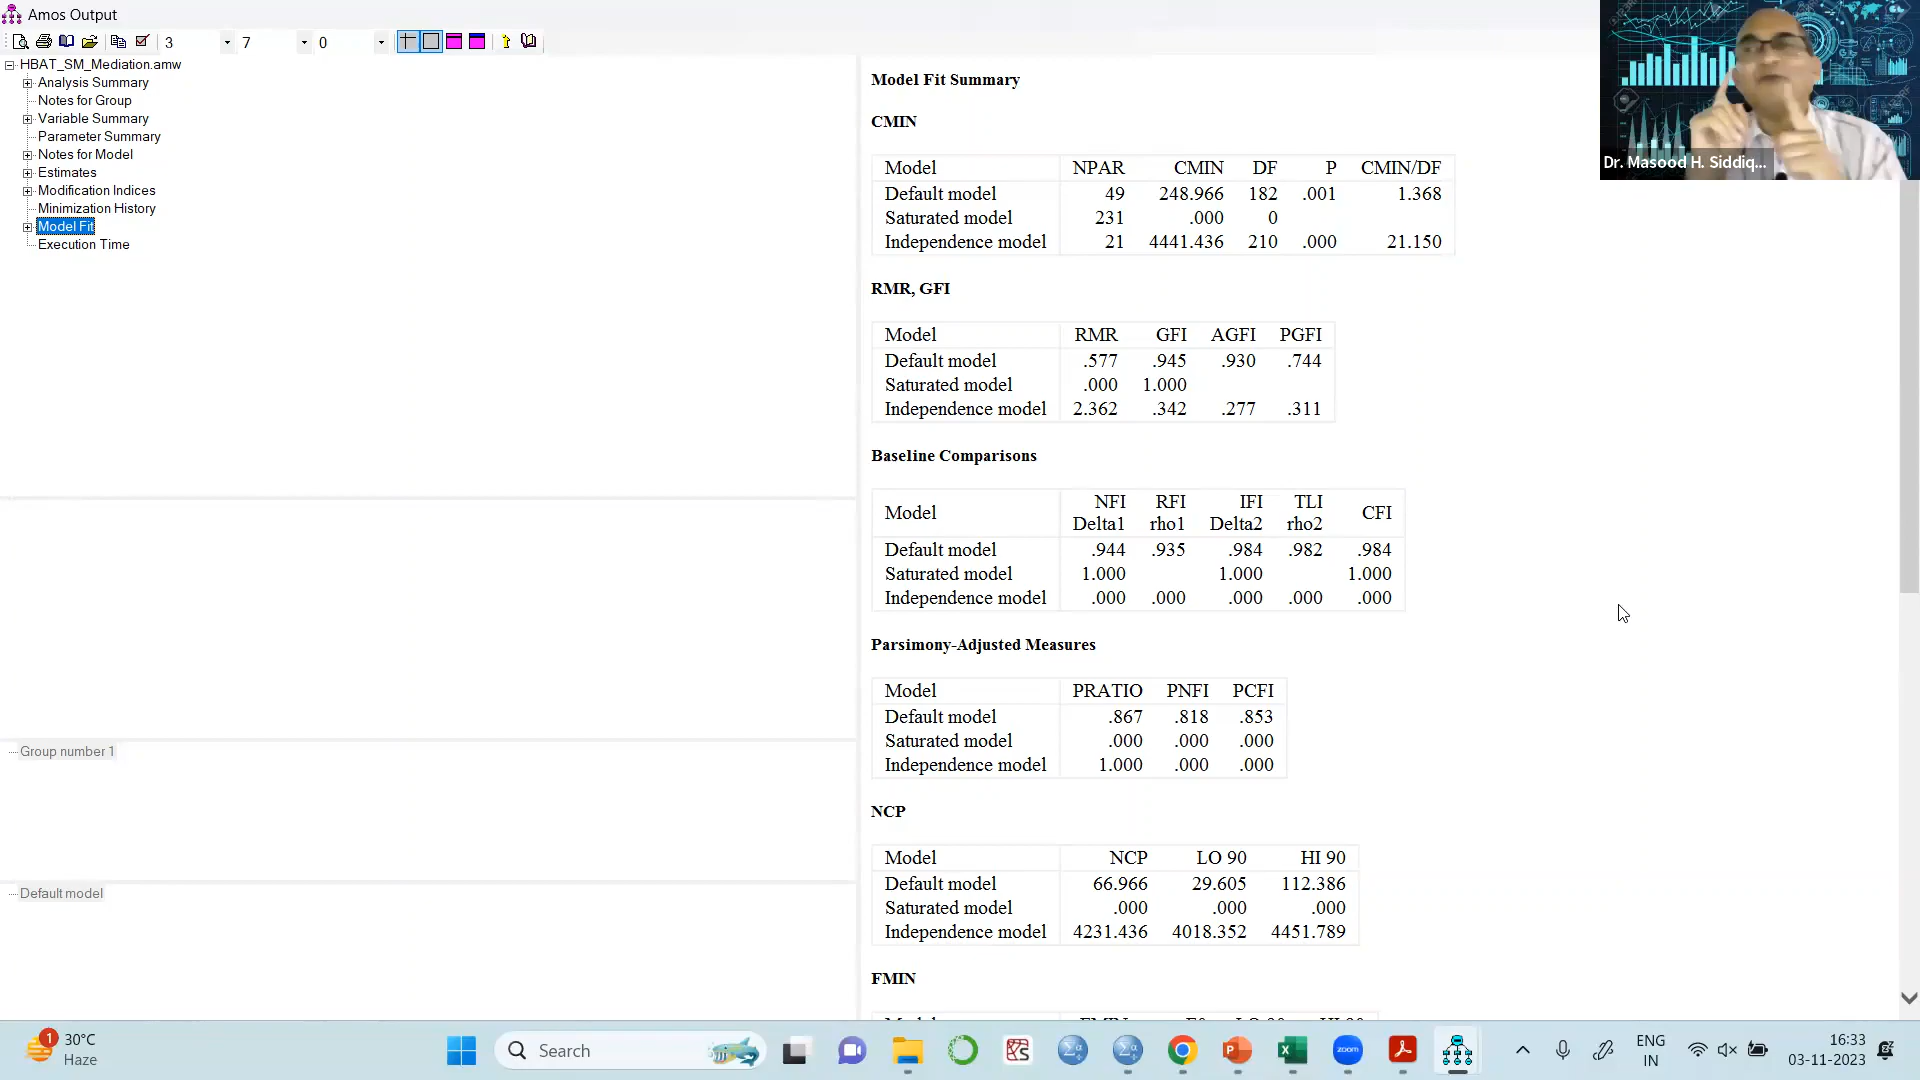 Amos Output
3 7 0
HBAT_SM_Mediation.amw
Analysis Summary
Notes for Group
Variable Summary
Parameter Summary
Notes for Model
Estimates
Modification Indices
Minimization History
Model Fit
Execution Time
Group number 1
Default model
Model Fit Summary
CMIN
Model NPAR CMIN DF P CMIN/DF
Default model 49 248.966 182 .001 1.368
Saturated model 231 .000 0
Independence model 21 4441.436 210 .000 21.150
RMR, GFI
Model RMR GFI AGFI PGFI
Default model .577 .945 .930 .744
Saturated model .000 1.000
Independence model 2.362 .342 .277 .311
Baseline Comparisons
Model NFI Delta1 RFI rho1 IFI Delta2 TLI rho2 CFI
Default model .944 .935 .984 .982 .984
Saturated model 1.000 1.000 1.000
Independence model .000 .000 .000 .000 .000
Parsimony-Adjusted Measures
Model PRATIO PNFI PCFI
Default model .867 .818 .853
Saturated model .000 .000 .000
Independence model 1.000 .000 .000
NCP
Model NCP LO 90 HI 90
Default model 66.966 29.605 112.386
Saturated model .000 .000 .000
Independence model 4231.436 4018.352 4451.789
FMIN
Dr. Masood H. Siddiq...
1
30°C
Haze
Search
zoom
ENG
IN
16:33
03-11-2023